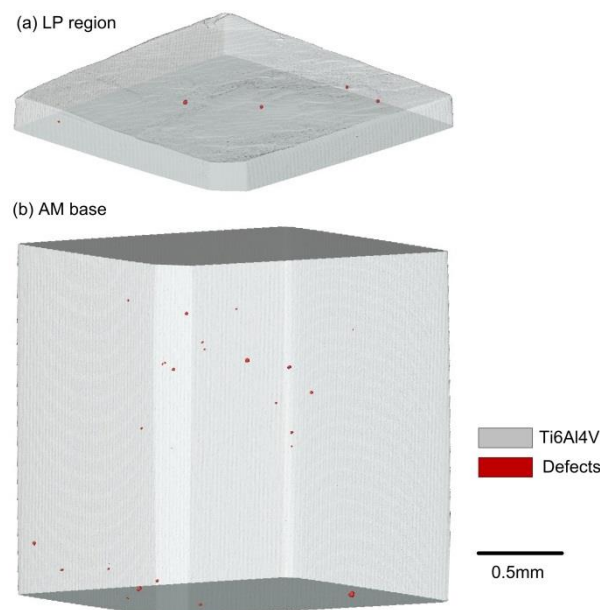 (a) LP region
(b) AM base
Ti6Al4V
Defects
0.5mm